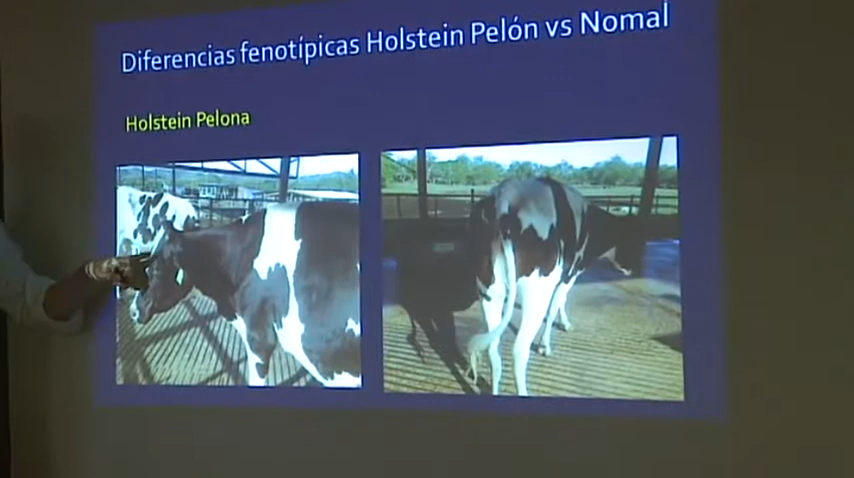 Diferencias fenotípicas Holstein Pelón vs Nomal
Holstein Pelona